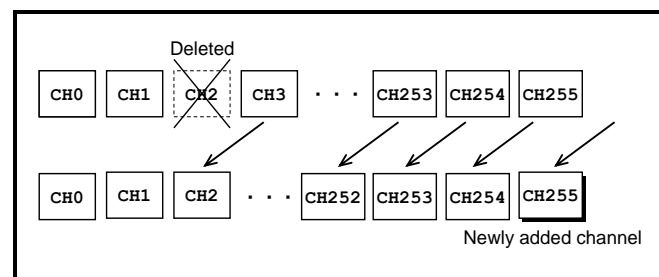 Deleted
CH0 CH1 CH2 CH3 · · · CH253 CH254 CH255
CH0 CH1 CH2 · · · CH252 CH253 CH254 CH255
Newly added channel